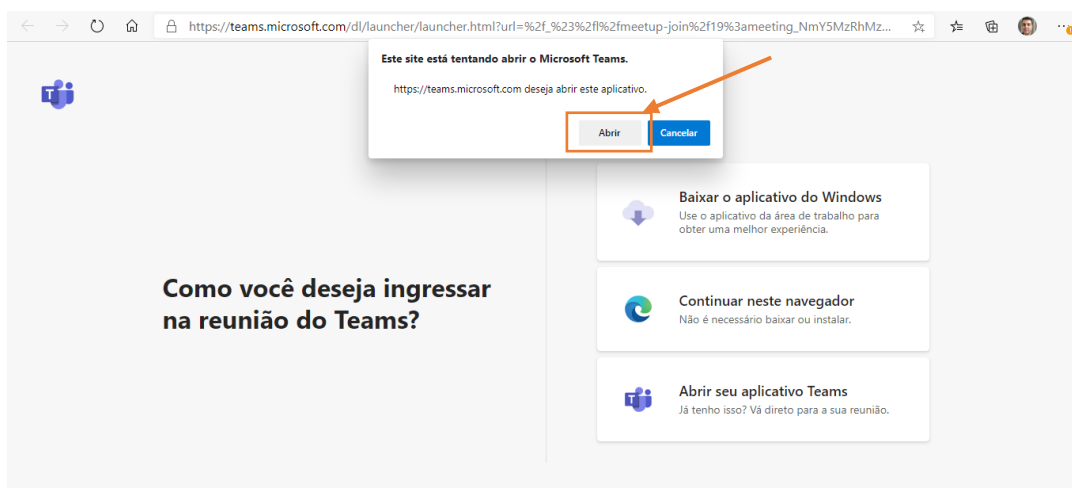 https://teams.microsoft.com/dl/launcher/launcher.html?url=%2f_%23%2fl%2fmeetup-join%2f19%3ameeting_NmY5MzRhMz...
Este site está tentando abrir o Microsoft Teams.
https://teams.microsoft.com deseja abrir este aplicativo.
Abrir
Cancelar
Como você deseja ingressar
na reunião do Teams?
Baixar o aplicativo do Windows
Use o aplicativo da área de trabalho para
obter uma melhor experiência.
Continuar neste navegador
Não é necessário baixar ou instalar.
Abrir seu aplicativo Teams
Já tenho isso? Vá direto para a sua reunião.